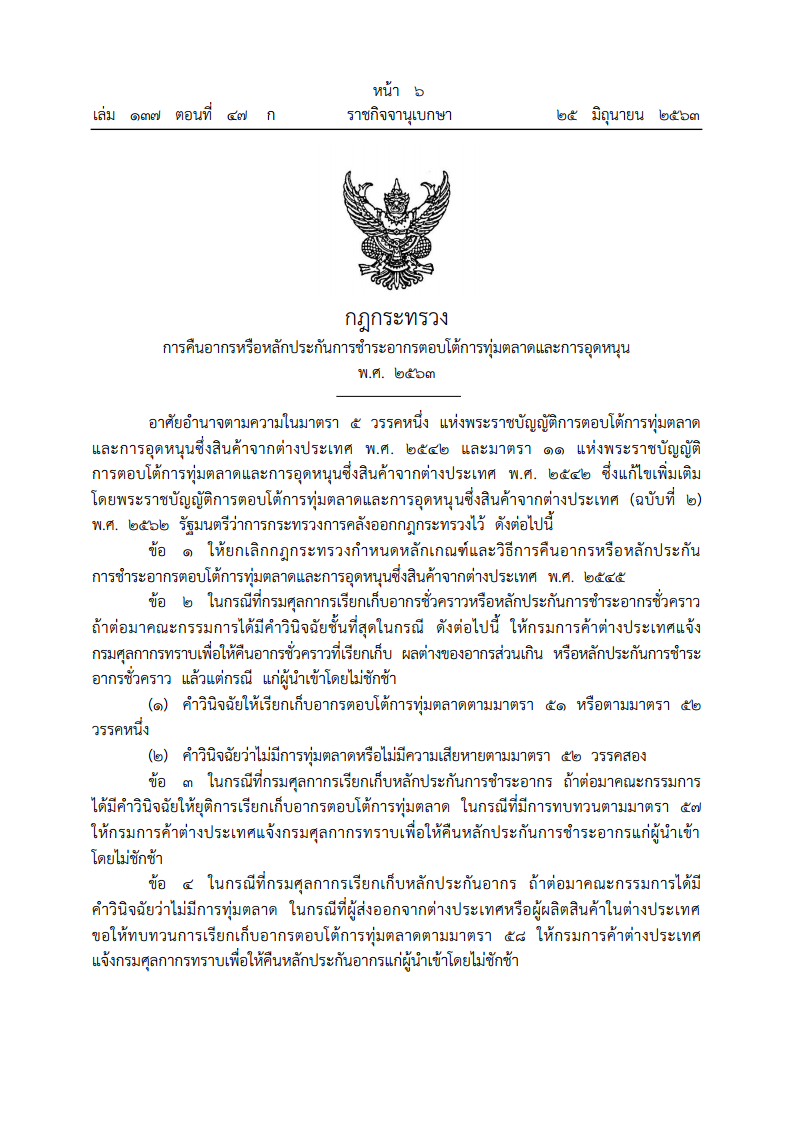 หน้า ๖
เล่ม ๑๓๗ ตอนที่ ๔๗ ก ราชกิจจานุเบกษา ๒๕ มิถุนายน ๒๕๖๓
กฎกระทรวง
การคืนอากรหรือหลักประกันการชำระอากรตอบโต้การทุ่มตลาดและการอุดหนุน
พ.ศ. ๒๕๖๓
อาศัยอำนาจตามความในมาตรา ๕ วรรคหนึ่ง แห่งพระราชบัญญัติการตอบโต้การทุ่มตลาด
และการอุดหนุนซึ่งสินค้าจากต่างประเทศ พ.ศ. ๒๕๔๒ และมาตรา ๑๑ แห่งพระราชบัญญัติ
การตอบโต้การทุ่มตลาดและการอุดหนุนซึ่งสินค้าจากต่างประเทศ พ.ศ. ๒๕๔๒ ซึ่งแก้ไขเพิ่มเติม
โดยพระราชบัญญัติการตอบโต้การทุ่มตลาดและการอุดหนุนซึ่งสินค้าจากต่างประเทศ (ฉบับที่ ๒)
พ.ศ. ๒๕๖๒ รัฐมนตรีว่าการกระทรวงการคลังออกกฎกระทรวงไว้ ดังต่อไปนี้
ข้อ ๑ ให้ยกเลิกกฎกระทรวงกำหนดหลักเกณฑ์และวิธีการคืนอากรหรือหลักประกัน
การชำระอากรตอบโต้การทุ่มตลาดและการอุดหนุนซึ่งสินค้าจากต่างประเทศ พ.ศ. ๒๕๔๕
ข้อ ๒ ในกรณีที่กรมศุลกากรเรียกเก็บอากรชั่วคราวหรือหลักประกันการชำระอากรชั่วคราว
ถ้าต่อมาคณะกรรมการได้มีคำวินิจฉัยชั้นที่สุดในกรณี ดังต่อไปนี้ ให้กรมการค้าต่างประเทศแจ้ง
กรมศุลกากรทราบเพื่อให้คืนอากรชั่วคราวที่เรียกเก็บ ผลต่างของอากรส่วนเกิน หรือหลักประกันการชำระ
อากรชั่วคราว แล้วแต่กรณี แก่ผู้นำเข้าโดยไม่ชักช้า
(๑) คำวินิจฉัยให้เรียกเก็บอากรตอบโต้การทุ่มตลาดตามมาตรา ๕๑ หรือตามมาตรา ๕๒
วรรคหนึ่ง
(๒) คำวินิจฉัยว่าไม่มีการทุ่มตลาดหรือไม่มีความเสียหายตามมาตรา ๕๒ วรรคสอง
ข้อ ๓ ในกรณีที่กรมศุลกากรเรียกเก็บหลักประกันการชำระอากร ถ้าต่อมาคณะกรรมการ
ได้มีคำวินิจฉัยให้ยุติการเรียกเก็บอากรตอบโต้การทุ่มตลาด ในกรณีที่มีการทบทวนตามมาตรา ๕๗
ให้กรมการค้าต่างประเทศแจ้งกรมศุลกากรทราบเพื่อให้คืนหลักประกันการชำระอากรแก่ผู้นำเข้า
โดยไม่ชักช้า
ข้อ ๔ ในกรณีที่กรมศุลกากรเรียกเก็บหลักประกันอากร ถ้าต่อมาคณะกรรมการได้มี
คำวินิจฉัยว่าไม่มีการทุ่มตลาด ในกรณีที่ผู้ส่งออกจากต่างประเทศหรือผู้ผลิตสินค้าในต่างประเทศ
ขอให้ทบทวนการเรียกเก็บอากรตอบโต้การทุ่มตลาดตามมาตรา ๕๘ ให้กรมการค้าต่างประเทศ
แจ้งกรมศุลกากรทราบเพื่อให้คืนหลักประกันอากรแก่ผู้นำเข้าโดยไม่ชักช้า